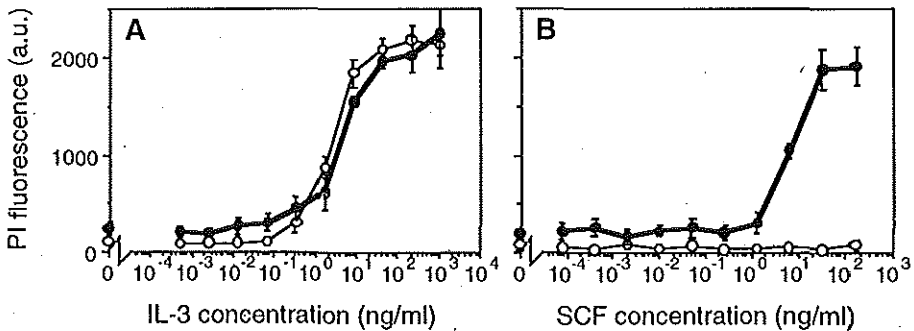 A
B
PI fluorescence (a.u.)
2000
1000
0
0 10⁻⁴ 10⁻³ 10⁻² 10⁻¹ 10⁰ 10¹ 10² 10³ 10⁴
0 10⁻⁴ 10⁻³ 10⁻² 10⁻¹ 10⁰ 10¹ 10² 10³
IL-3 concentration (ng/ml)
SCF concentration (ng/ml)